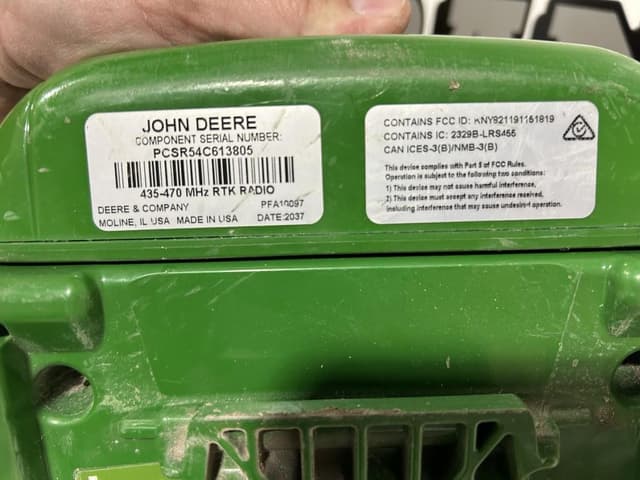 JOHN DEERE
COMPONENT SERIAL NUMBER:
PCSR54C613805
435-470 MHz RTK RADIO
DEERE & COMPANY PFA10097
MOLINE, IL USA MADE IN USA DATE:2037
CONTAINS FCC ID: KNY821191151819
CONTAINS IC: 2329B-LRS455
CAN ICES-3(B)/NMB-3(B)
This device complies with Part 5 of FCC Rules.
Operation is subject to the following two conditions:
1) This device may not cause harmful interference,
2) This device must accept any interference received,
including interference that may cause undesired operation.